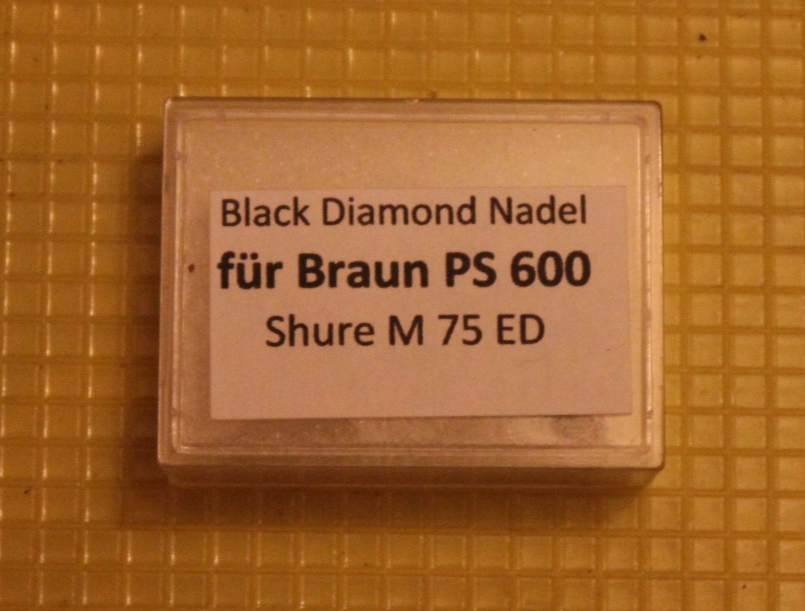 Black Diamond Nadel
für Braun PS 600
Shure M 75 ED